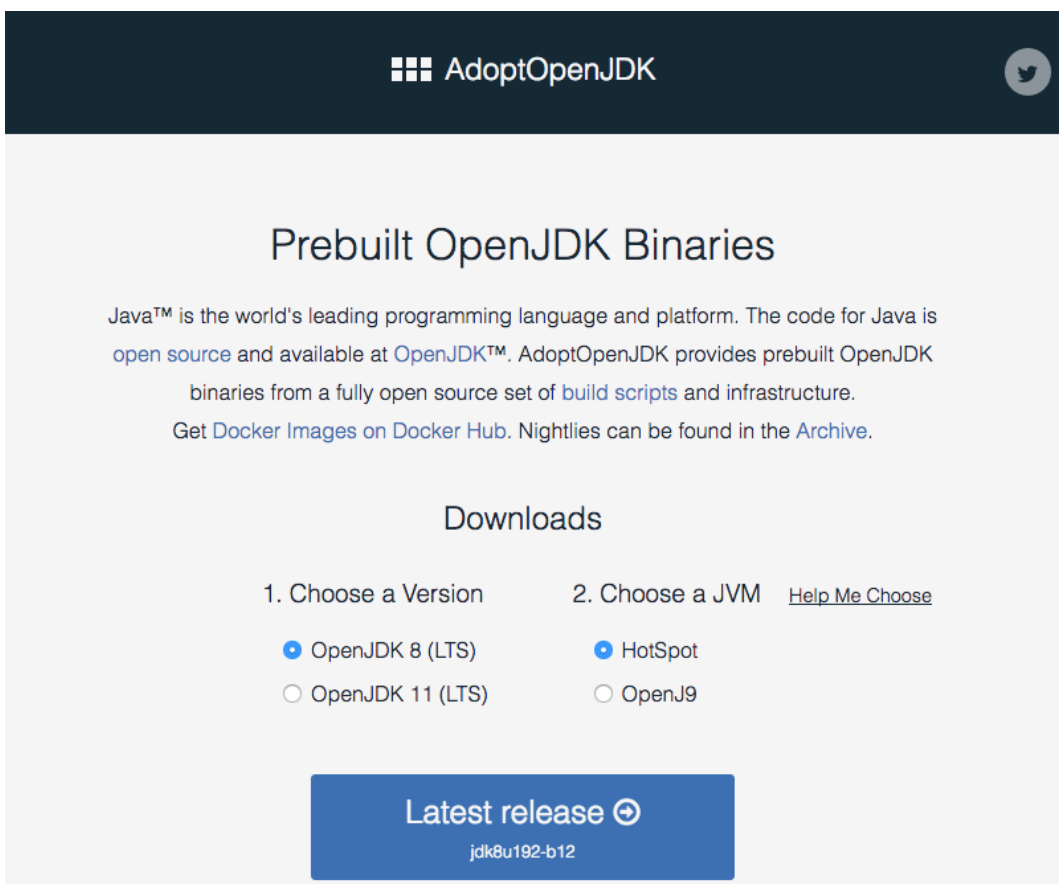 AdoptOpenJDK
Prebuilt OpenJDK Binaries
Java™ is the world's leading programming language and platform. The code for Java is
open source and available at OpenJDK™. AdoptOpenJDK provides prebuilt OpenJDK
binaries from a fully open source set of build scripts and infrastructure.
Get Docker Images on Docker Hub. Nightlies can be found in the Archive.
Downloads
1. Choose a Version
2. Choose a JVM Help Me Choose
OpenJDK 8 (LTS)
HotSpot
OpenJDK 11 (LTS)
OpenJ9
Latest release
jdk8u192-b12